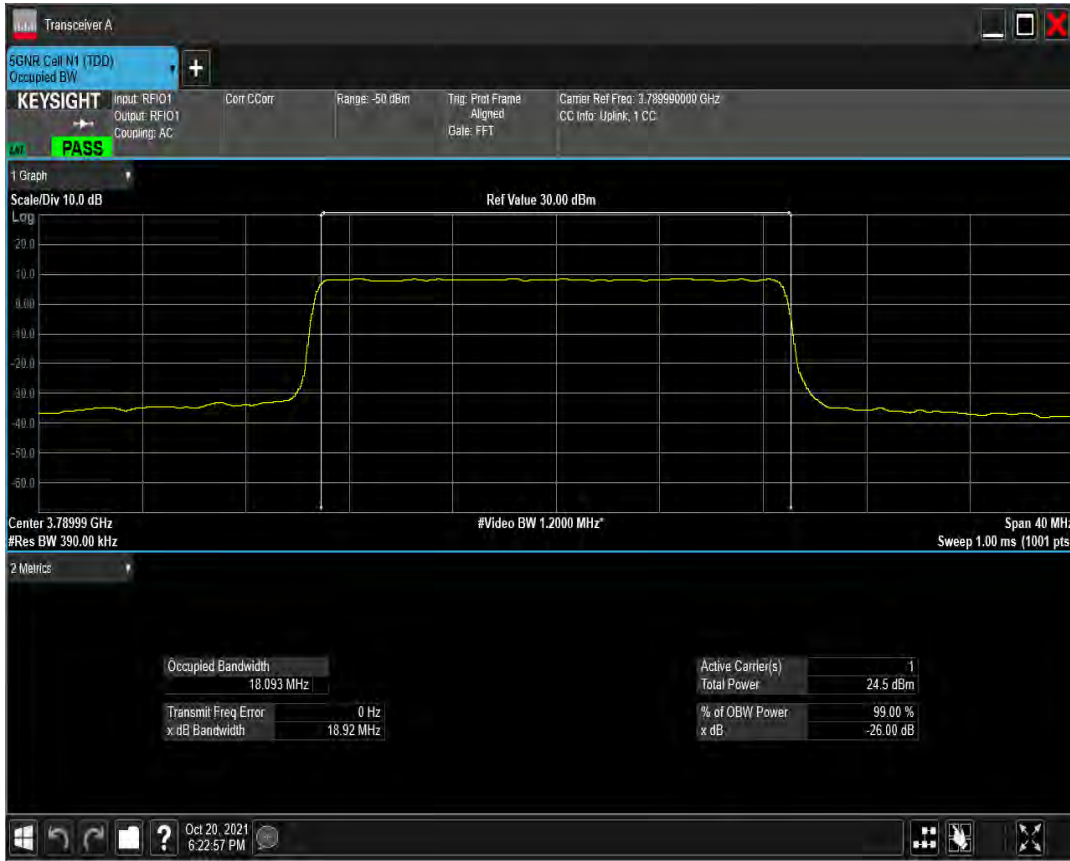 Transceiver A
5GNR Cell N1 (TDD)
Occupied BW
+
KEYSIGHT
Input: RFIO1
Output: RFIO1
Coupling: AC
Corr CCorr
Range: -50 dBm
Trig: Prot Frame
Aligned
Gate: FFT
Carrier Ref Freq: 3.789990000 GHz
CC Info: Uplink, 1 CC
PASS
1 Graph
Scale/Div 10.0 dB
Ref Value 30.00 dBm
Log
20.0
10.0
0.00
-10.0
-20.0
-30.0
-40.0
-50.0
-60.0
Center 3.78999 GHz
#Video BW 1.2000 MHz*
Span 40 MHz
#Res BW 390.00 kHz
Sweep 1.00 ms (1001 pts
2 Metrics
Occupied Bandwidth
18.093 MHz
Transmit Freq Error 0 Hz
x dB Bandwidth 18.92 MHz
Active Carrier(s) 1
Total Power 24.5 dBm
% of OBW Power 99.00 %
x dB -26.00 dB
?
Oct 20, 2021
6:22:57 PM